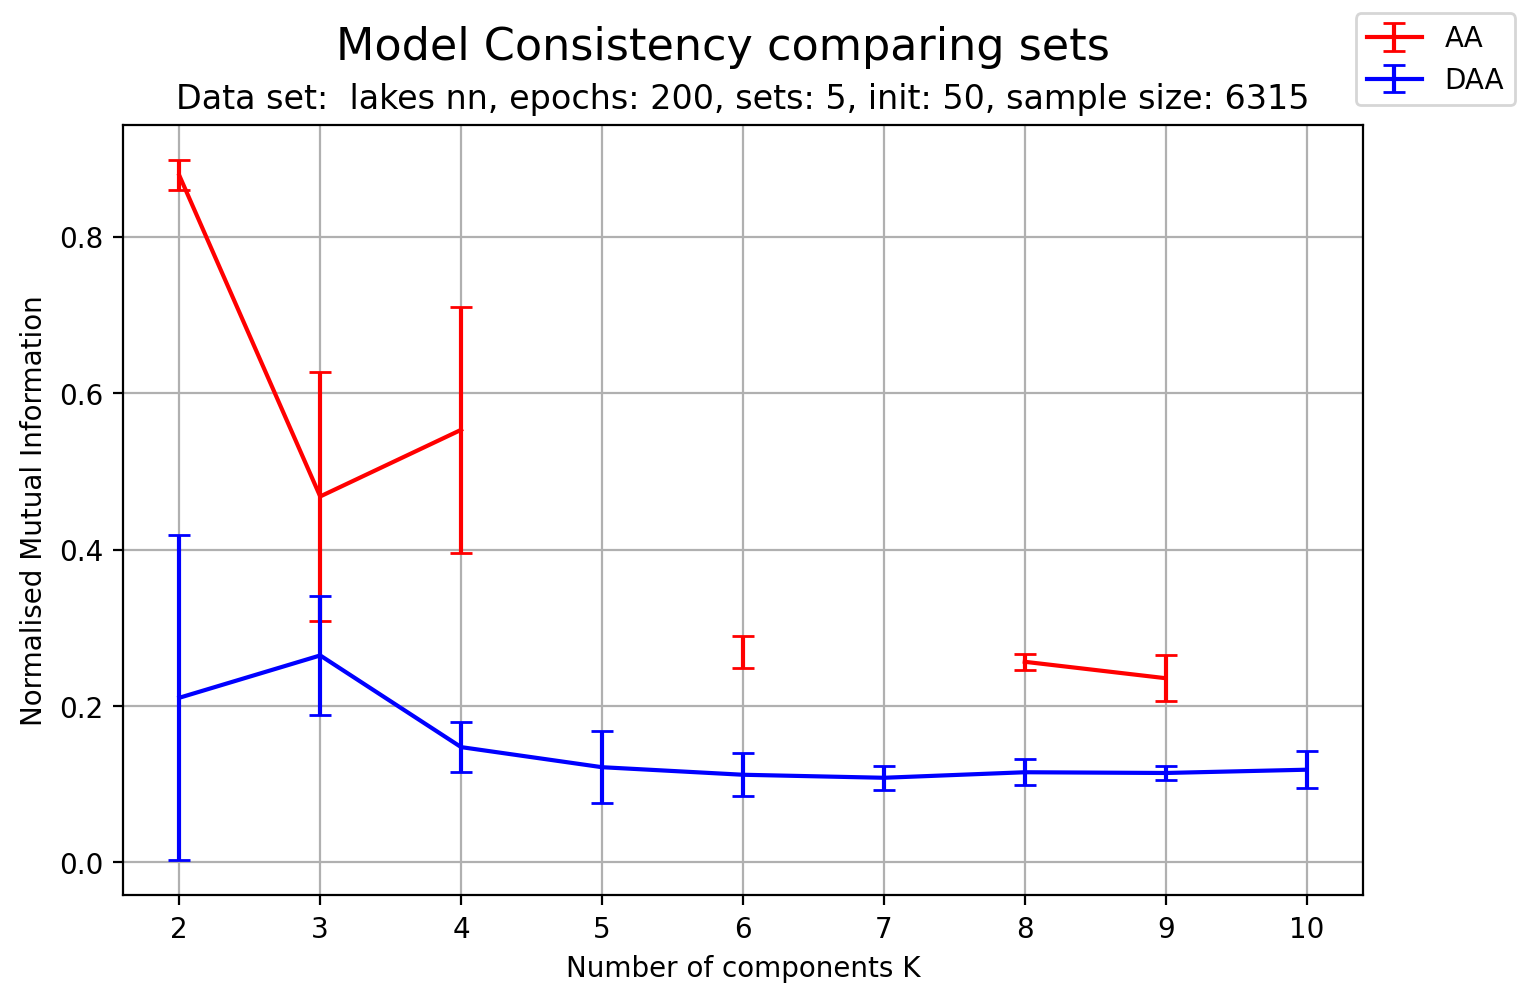 Model Consistency comparing sets
Data set:  lakes nn, epochs: 200, sets: 5, init: 50, sample size: 6315
AA
DAA
Normalised Mutual Information
0.8
0.6
0.4
0.2
0.0
2 3 4 5 6 7 8 9 10
Number of components K